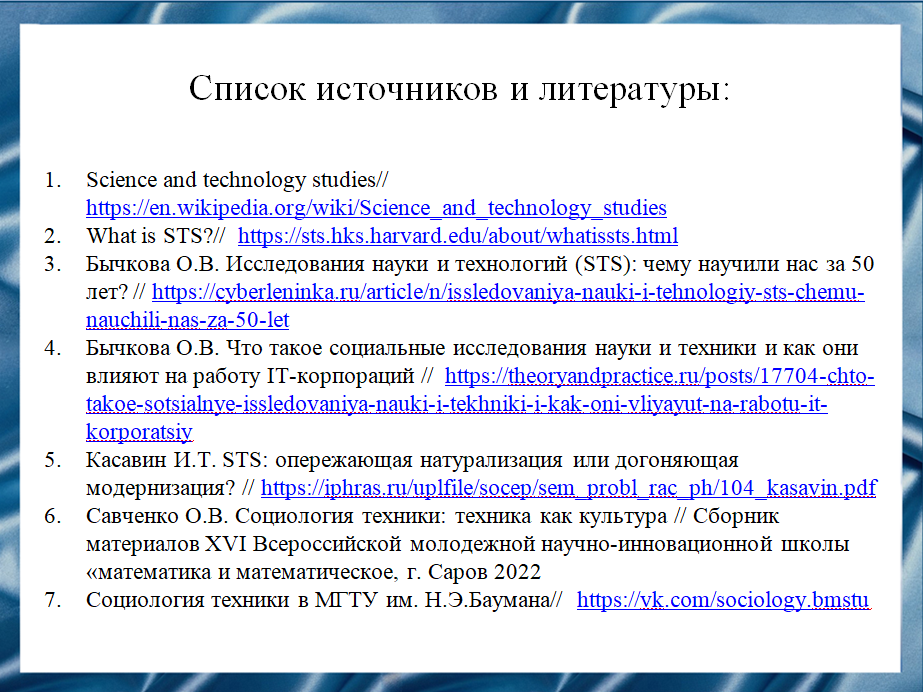 Список источников и литературы:
1. Science and technology studies//
https://en.wikipedia.org/wiki/Science_and_technology_studies
2. What is STS?// https://sts.hks.harvard.edu/about/whatissts.html
3. Бычкова О.В. Исследования науки и технологий (STS): чему научили нас за 50
лет? // https://cyberleninka.ru/article/n/issledovaniya-nauki-i-tehnologiy-sts-chemu-
nauchili-nas-za-50-let
4. Бычкова О.В. Что такое социальные исследования науки и техники и как они
влияют на работу IT-корпораций // https://theoryandpractice.ru/posts/17704-chto-
takoe-sotsialnye-issledovaniya-nauki-i-tekhniki-i-kak-oni-vliyayut-na-rabotu-it-
korporatsiy
5. Касавин И.Т. STS: опережающая натурализация или догоняющая
модернизация? // https://iphras.ru/uplfile/socep/sem_probl_rac_ph/104_kasavin.pdf
6. Савченко О.В. Социология техники: техника как культура // Сборник
материалов XVI Всероссийской молодежной научно-инновационной школы
«математика и математическое, г. Саров 2022
7. Социология техники в МГТУ им. Н.Э.Баумана// https://vk.com/sociology.bmstu